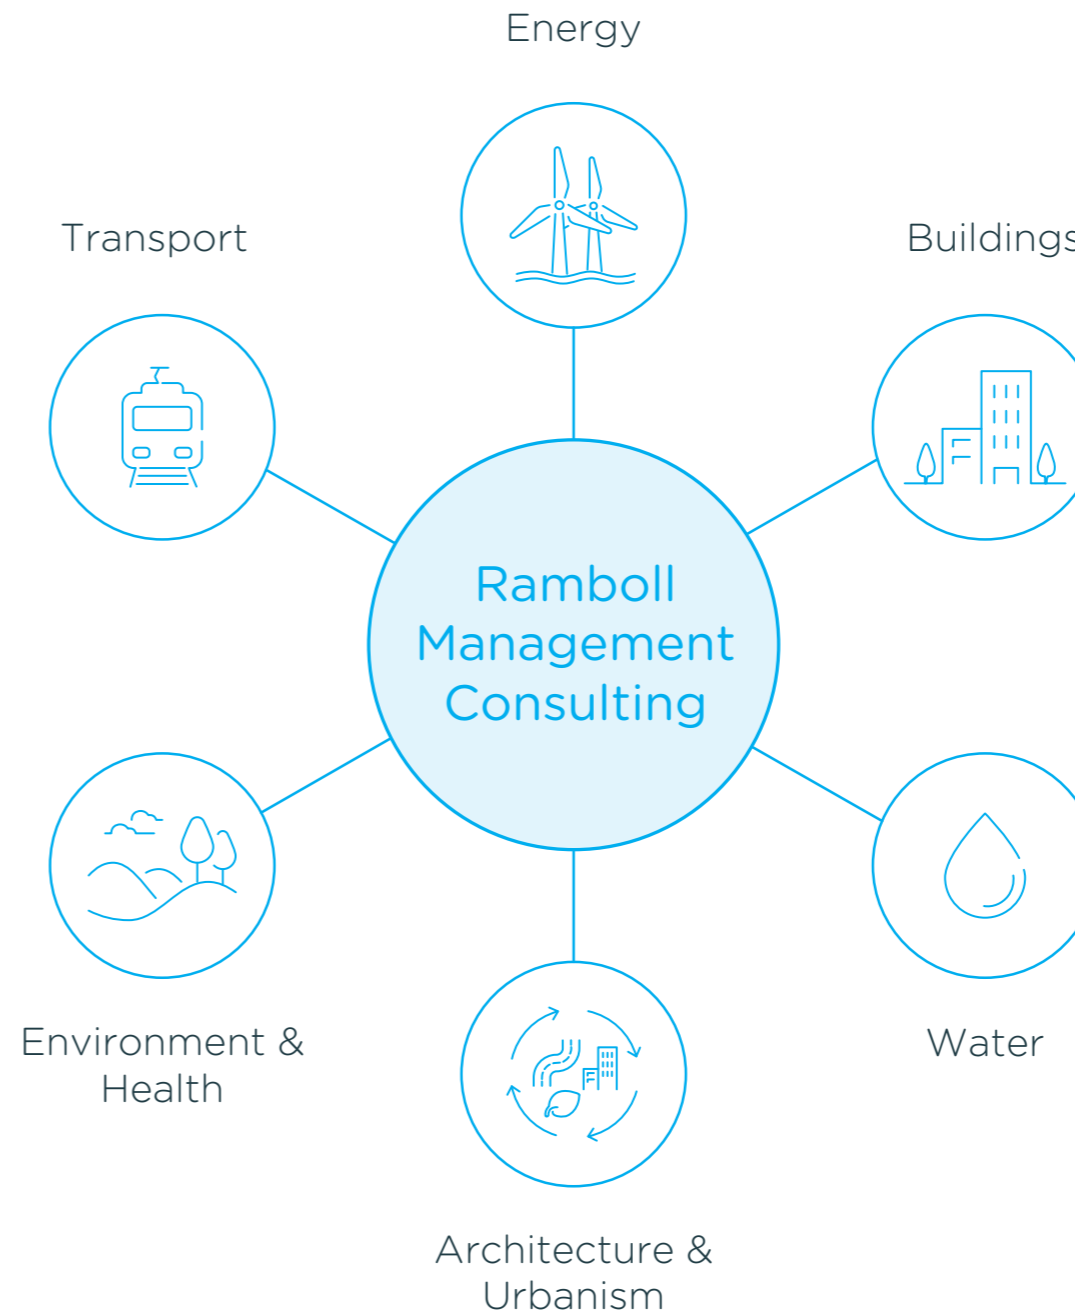 Energy
Transport
Buildings
Ramboll
Management
Consulting
Environment &
Health
Water
Architecture &
Urbanism